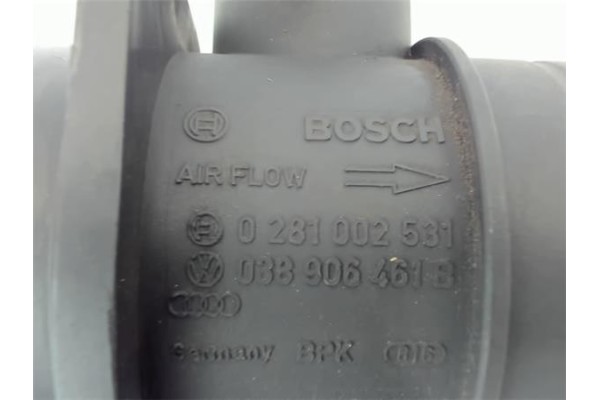 BOSCH
AIR FLOW
0 281 002 531
038 906 461 B
Germany BPK